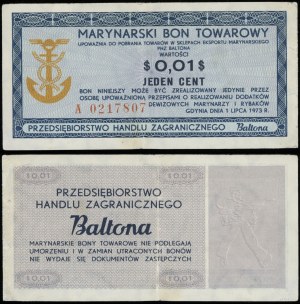 MARYNARSKI BON TOWAROWY
UPOWAŻNIA DO POBRANIA TOWARÓW W SKLEPACH EKSPORTU MARYNARSKIEGO
PHZ BALTONA
WARTOŚCI
$ 0,01 $
JEDEN CENT
BON NINIEJSZY MOŻE BYĆ ZREALIZOWANY JEDYNIE PRZEZ
OSOBĘ UPOWAŻNIONĄ PRZEPISAMI O REALIZOWANIU DODATKÓW
DEWIZOWYCH MARYNARZY I RYBAKÓW
A 0217807
GDYNIA DNIA 1 LIPCA 1973 R.
PRZEDSIĘBIORSTWO HANDLU ZAGRANICZNEGO Baltona
0,01
0,01
PRZEDSIĘBIORSTWO
HANDLU ZAGRANICZNEGO
Baltona
MARYNARSKIE BONY TOWAROWE NIE PODLEGAJĄ
UMORZENIU I W ZAMIAN UTRACONYCH BONÓW
NIE WYDAJE SIĘ DOKUMENTÓW ZASTĘPCZYCH
0,01
0,01